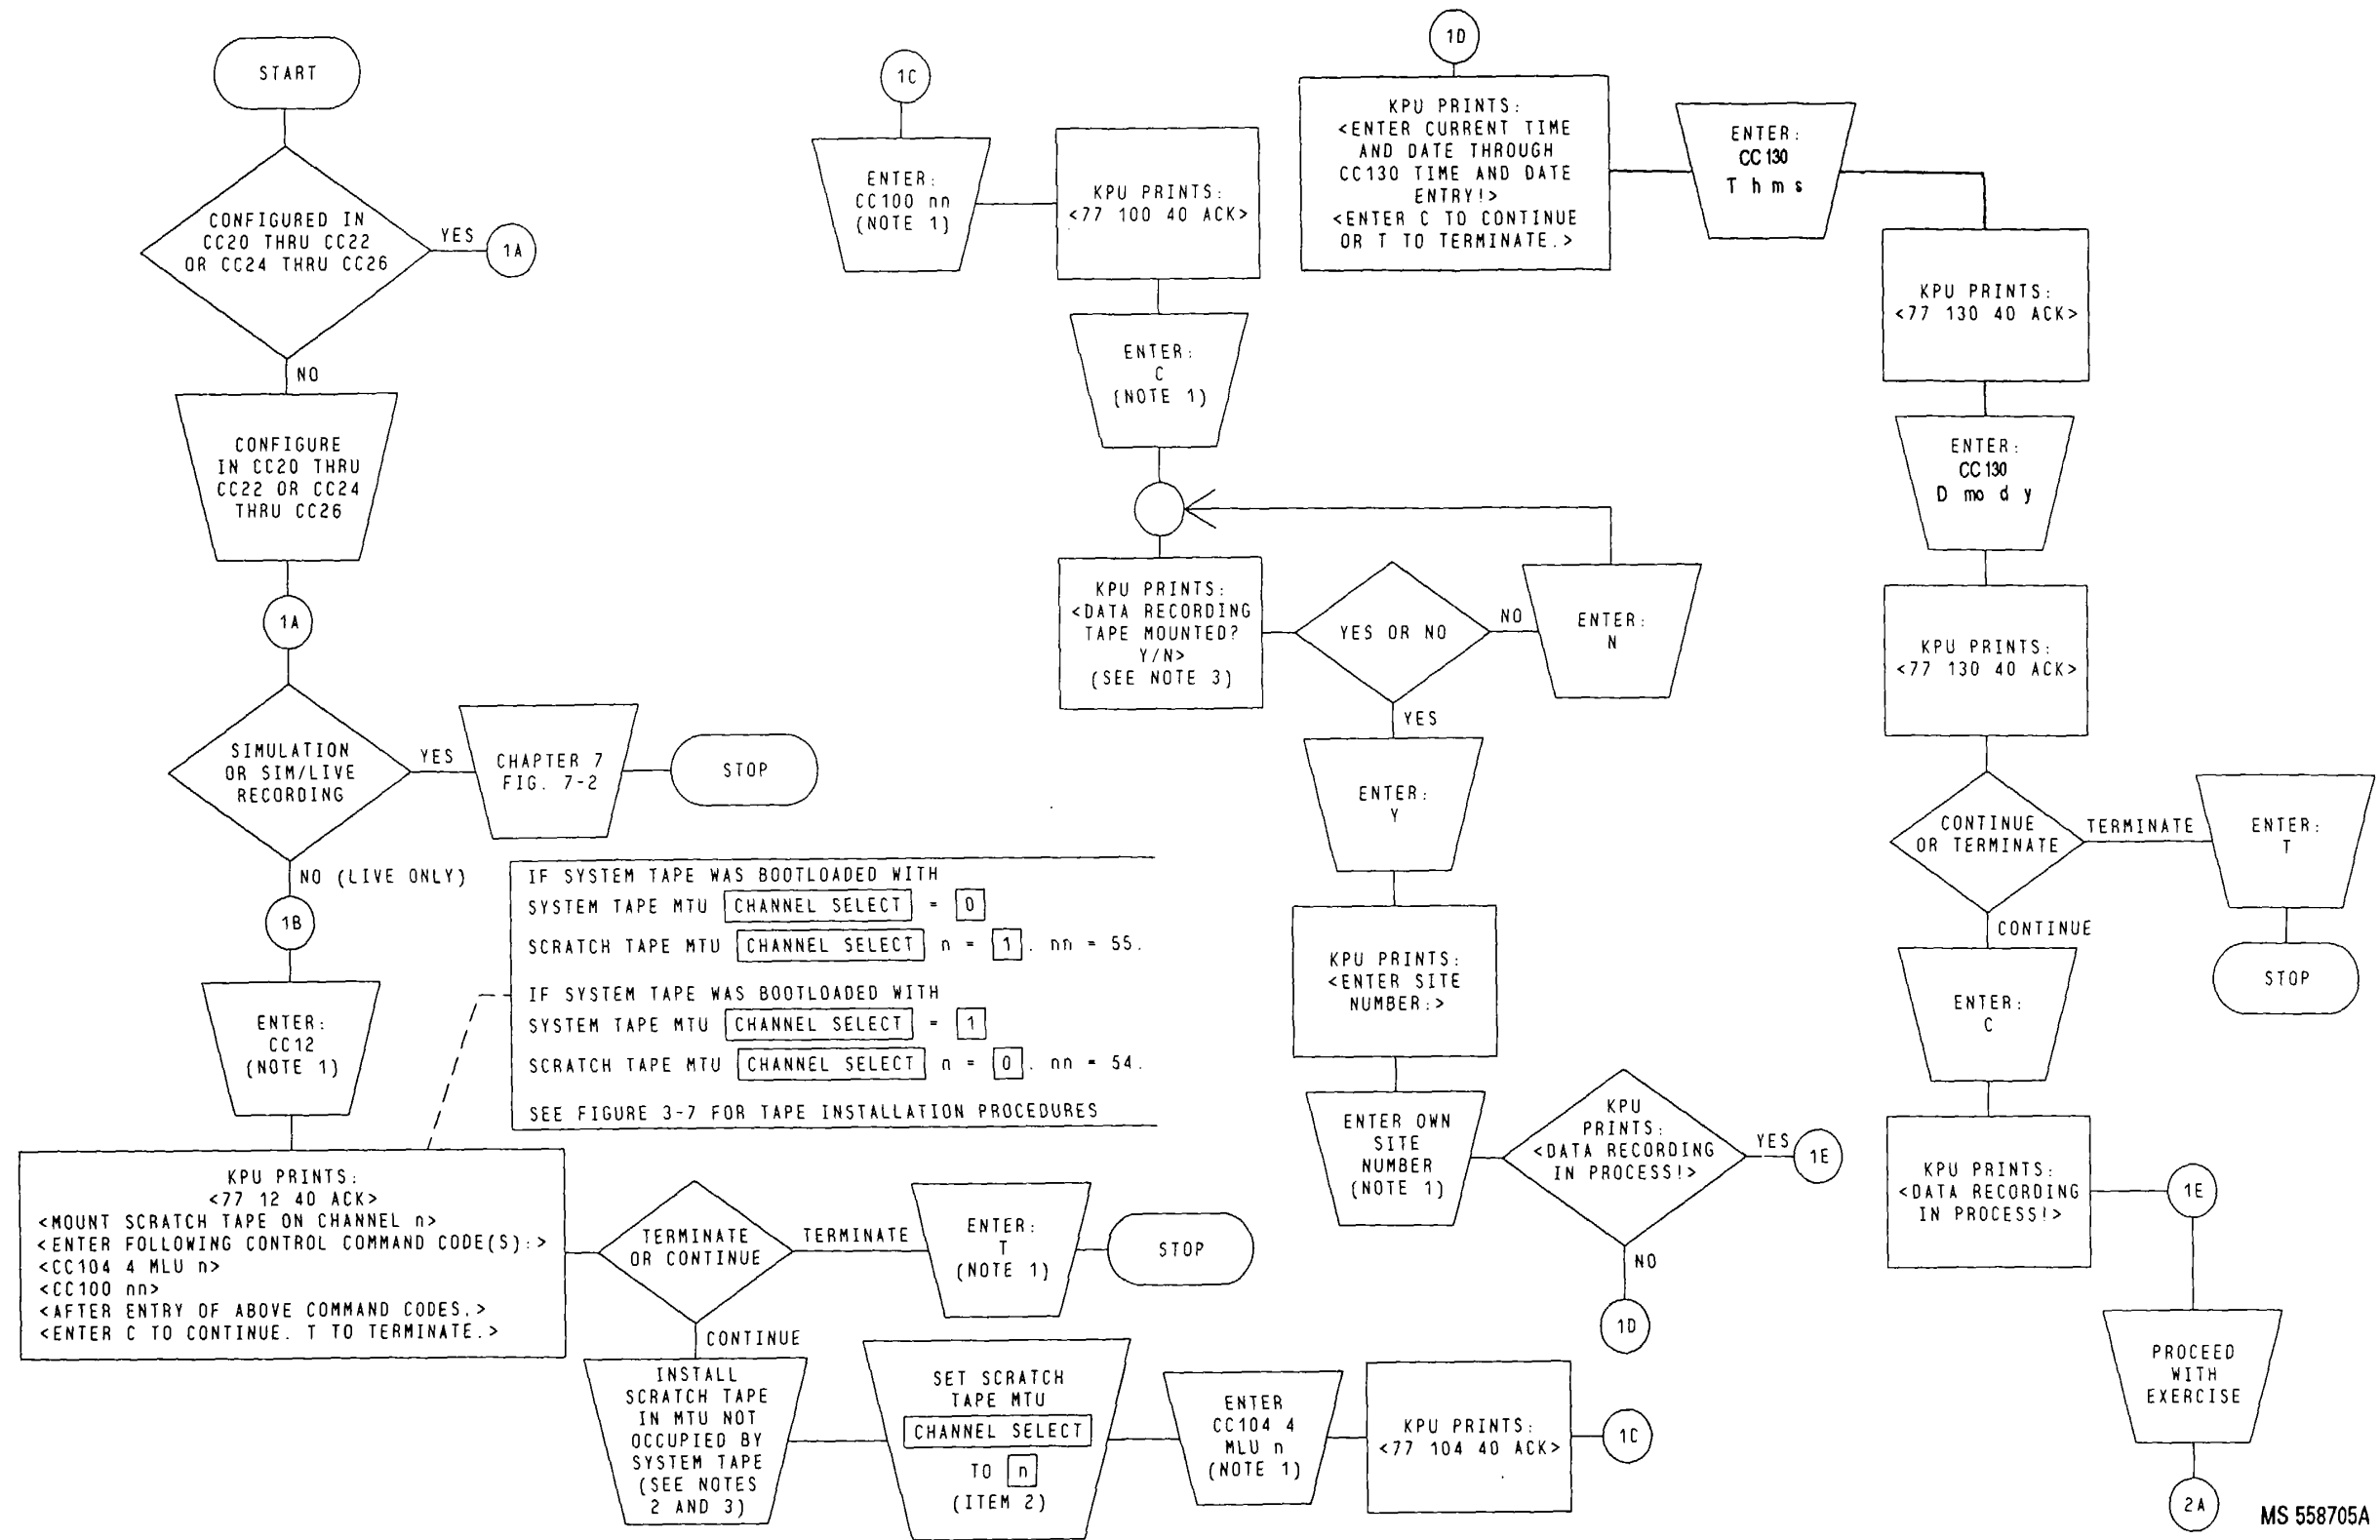 START
CONFIGURED IN
CC20 THRU CC22
OR CC24 THRU CC26
YES
1A
NO
CONFIGURE
IN CC20 THRU
CC22 OR CC24
THRU CC26
1A
SIMULATION
OR SIM/LIVE
RECORDING
YES
CHAPTER 7
FIG. 7-2
STOP
NO (LIVE ONLY)
1B
ENTER:
CC12
(NOTE 1)
IF SYSTEM TAPE WAS BOOTLOADED WITH
SYSTEM TAPE MTU CHANNEL SELECT = 0
SCRATCH TAPE MTU CHANNEL SELECT n = 1. nn = 55.
IF SYSTEM TAPE WAS BOOTLOADED WITH
SYSTEM TAPE MTU CHANNEL SELECT = 1
SCRATCH TAPE MTU CHANNEL SELECT n = 0. nn = 54.
SEE FIGURE 3-7 FOR TAPE INSTALLATION PROCEDURES
KPU PRINTS:
<77 12 40 ACK>
<MOUNT SCRATCH TAPE ON CHANNEL n>
<ENTER FOLLOWING CONTROL COMMAND CODE(S):>
<CC104 4 MLU n>
<CC100 nn>
<AFTER ENTRY OF ABOVE COMMAND CODES.>
<ENTER C TO CONTINUE. T TO TERMINATE.>
TERMINATE
OR CONTINUE
TERMINATE
ENTER:
T
(NOTE 1)
STOP
CONTINUE
INSTALL
SCRATCH TAPE
IN MTU NOT
OCCUPIED BY
SYSTEM TAPE
(SEE NOTES
2 AND 3)
SET SCRATCH
TAPE MTU
CHANNEL SELECT
TO n
(ITEM 2)
ENTER
CC104 4
MLU n
(NOTE 1)
KPU PRINTS:
<77 104 40 ACK>
1C
1C
ENTER:
CC100 nn
(NOTE 1)
KPU PRINTS:
<77 100 40 ACK>
ENTER:
C
(NOTE 1)
KPU PRINTS:
<DATA RECORDING
TAPE MOUNTED?
Y/N>
(SEE NOTE 3)
YES OR NO
NO
ENTER:
N
YES
ENTER:
Y
KPU PRINTS:
<ENTER SITE
NUMBER:>
ENTER OWN
SITE
NUMBER
(NOTE 1)
KPU
PRINTS:
<DATA RECORDING
IN PROCESS!>
YES
1E
NO
1D
1D
KPU PRINTS:
<ENTER CURRENT TIME
AND DATE THROUGH
CC130 TIME AND DATE
ENTRY!>
<ENTER C TO CONTINUE
OR T TO TERMINATE.>
ENTER:
CC130
T h m s
KPU PRINTS:
<77 130 40 ACK>
ENTER:
CC130
D mo d y
KPU PRINTS:
<77 130 40 ACK>
CONTINUE
OR TERMINATE
TERMINATE
ENTER:
T
STOP
CONTINUE
ENTER:
C
KPU PRINTS:
<DATA RECORDING
IN PROCESS!>
1E
PROCEED
WITH
EXERCISE
2A
MS 558705A